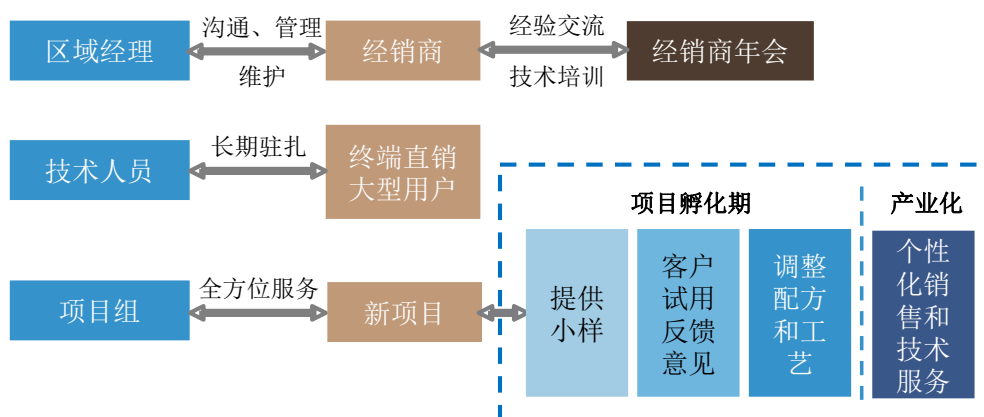 区域经理
沟通、管理
维护
经销商
经验交流
技术培训
经销商年会
技术人员
长期驻扎
终端直销
大型用户
项目组
全方位服务
新项目
项目孵化期
提供
小样
客户
试用
反馈
意见
调整
配方
和工
艺
产业化
个性
化销
售和
技术
服务